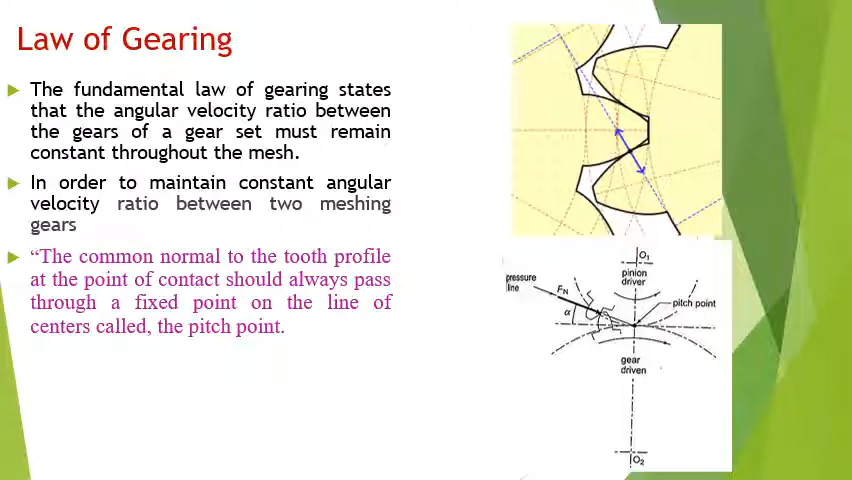 Law of Gearing
The fundamental law of gearing states
that the angular velocity ratio between
the gears of a gear set must remain
constant throughout the mesh.
In order to maintain constant angular
velocity ratio between two meshing
gears
“The common normal to the tooth profile
at the point of contact should always pass
through a fixed point on the line of
centers called, the pitch point.
O1
pressure
line
pinion
driver
FN
pitch point
α
gear
driven
O2